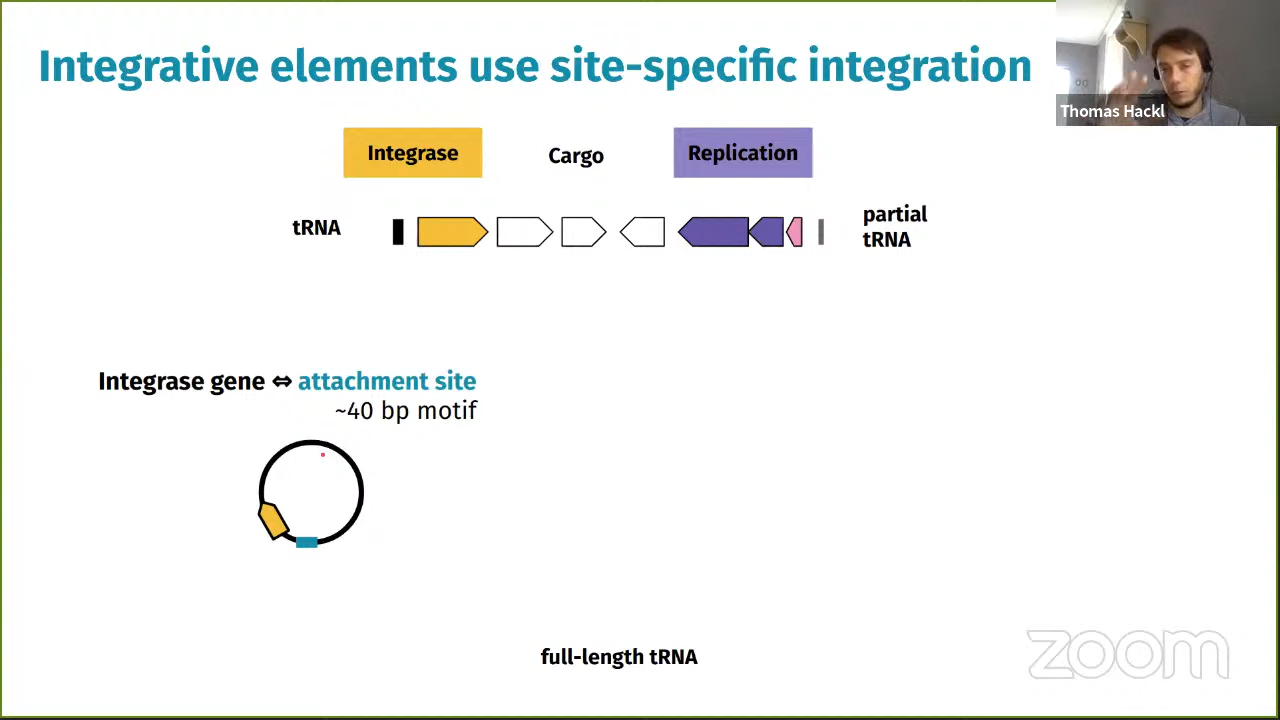 Integrative elements use site-specific integration
Thomas Hackl
Integrase
Cargo
Replication
tRNA
partial
tRNA
Integrase gene ⇔ attachment site
~40 bp motif
full-length tRNA
zoom